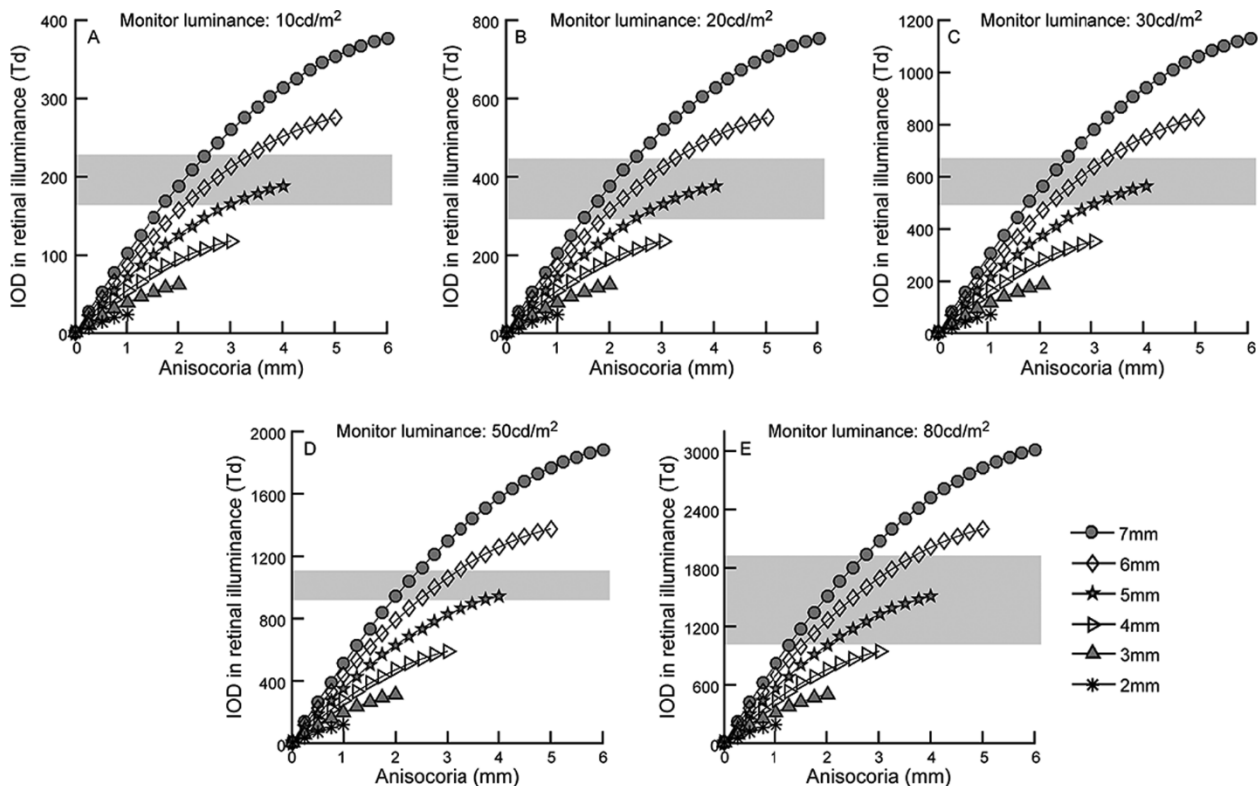 Monitor luminance: 10cd/m²
A
400
300
200
100
0
IOD in retinal illuminance (Td)
0 1 2 3 4 5 6
Anisocoria (mm)
Monitor luminance: 20cd/m²
B
800
600
400
200
0
IOD in retinal illuminance (Td)
0 1 2 3 4 5 6
Anisocoria (mm)
Monitor luminance: 30cd/m²
C
1200
1000
800
600
400
200
0
IOD in retinal illuminance (Td)
0 1 2 3 4 5 6
Anisocoria (mm)
Monitor luminance: 50cd/m²
D
2000
1600
1200
800
400
0
IOD in retinal illuminance (Td)
0 1 2 3 4 5 6
Anisocoria (mm)
Monitor luminance: 80cd/m²
E
3000
2400
1800
1200
600
0
IOD in retinal illuminance (Td)
0 1 2 3 4 5 6
Anisocoria (mm)
7mm
6mm
5mm
4mm
3mm
2mm